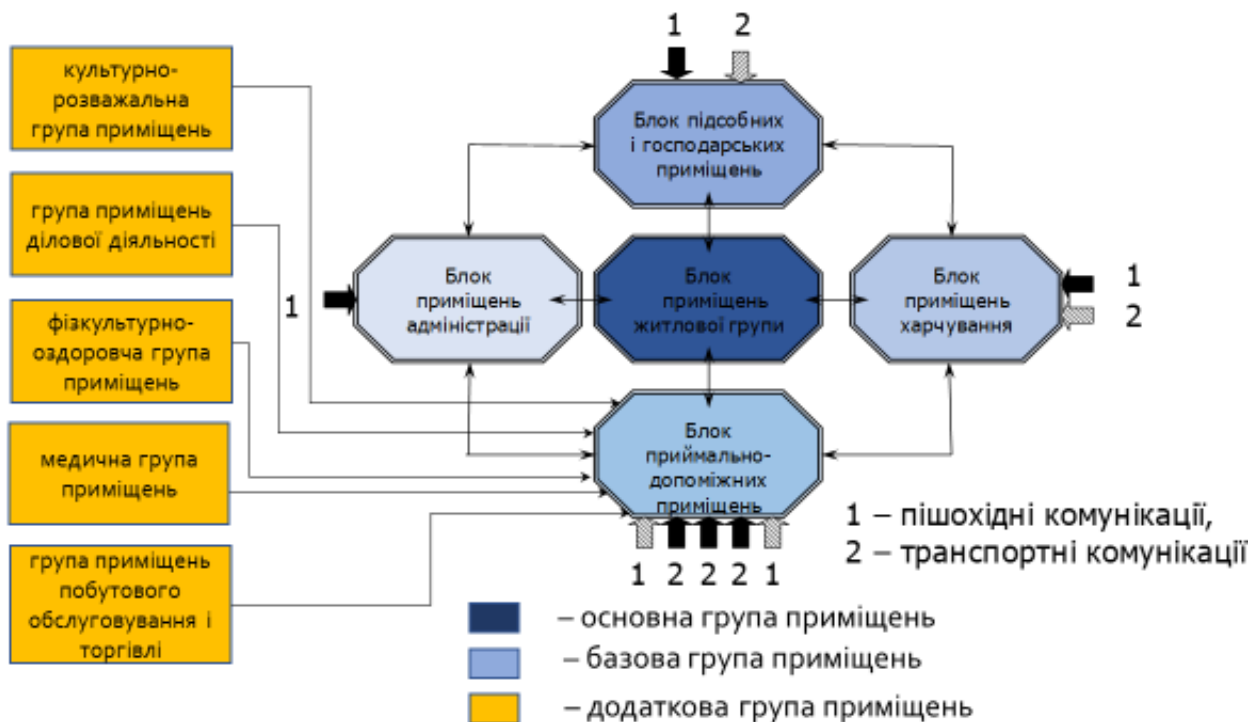 1 2
культурно-
розважальна
група приміщень
Блок підсобних
і господарських
приміщень
група приміщень
ділової діяльності
1
Блок
приміщень
адміністрації
Блок
приміщень
житлової групи
Блок
приміщень
харчування
1
2
фізкультурно-
оздоровча група
приміщень
Блок
приймально-
допоміжних
приміщень
медична група
приміщень
1 2 2 2 1
1 – пішохідні комунікації,
2 – транспортні комунікації
група приміщень
побутового
обслуговування і
торгівлі
– основна група приміщень
– базова група приміщень
– додаткова група приміщень